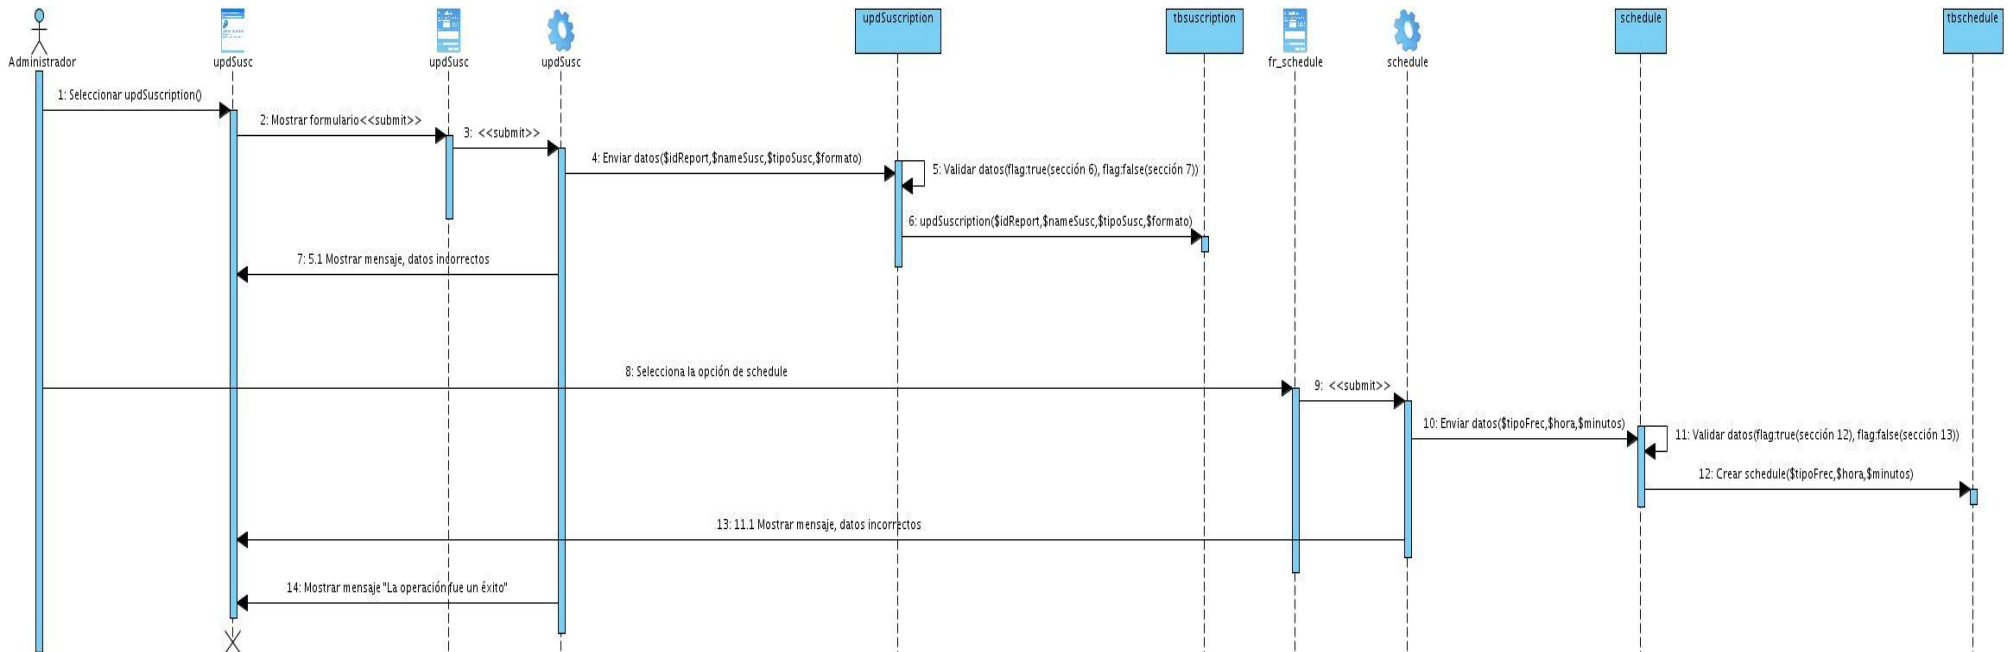 updSuscription
tbsuscription
schedule
tbschedule
Administrador
updSusc
updSusc
updSusc
fr_schedule
schedule
1: Seleccionar updSuscription()
2: Mostrar formulario<<submit>>
3: <<submit>>
4: Enviar datos($idReport,$nameSusc,$tipoSusc,$formato)
5: Validar datos(flag:true(sección 6), flag:false(sección 7))
6: updSuscription($idReport,$nameSusc,$tipoSusc,$formato)
7: 5.1 Mostrar mensaje, datos incorrectos
8: Selecciona la opción de schedule
9: <<submit>>
10: Enviar datos($tipoFrec,$hora,$minutos)
11: Validar datos(flag:true(sección 12), flag:false(sección 13))
12: Crear schedule($tipoFrec,$hora,$minutos)
13: 11.1 Mostrar mensaje, datos incorrectos
14: Mostrar mensaje "La operación fue un éxito"